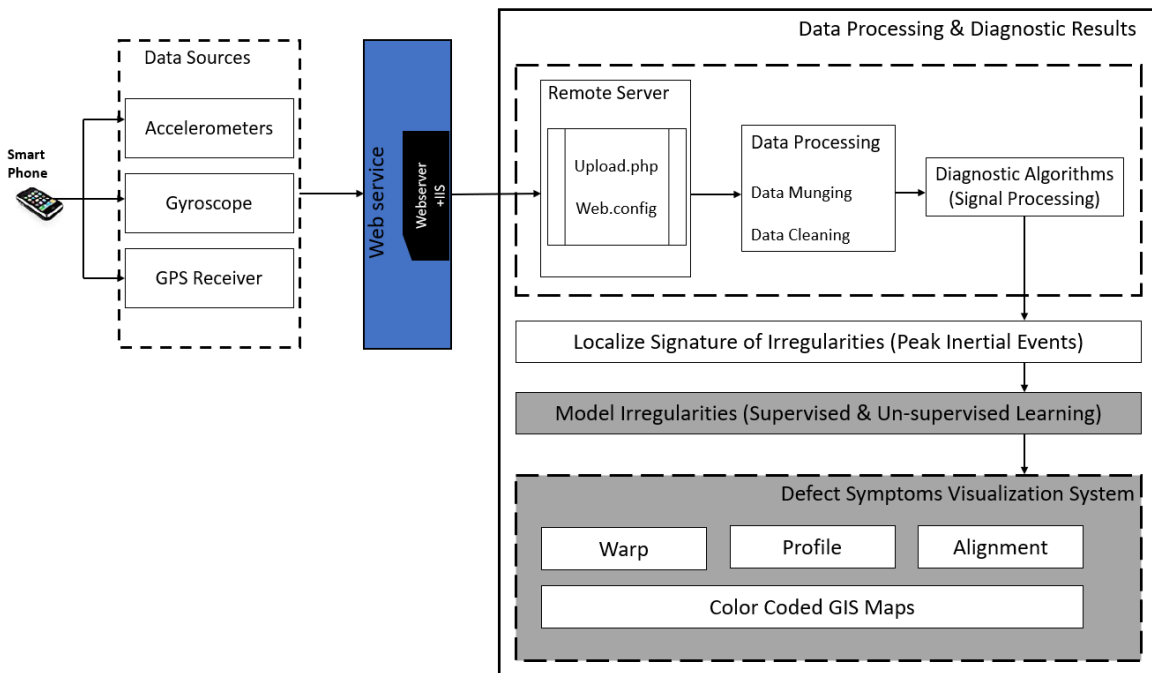 Data Processing & Diagnostic Results
Data Sources
Accelerometers
Gyroscope
GPS Receiver
Smart
Phone
Web service
Webserver
+IIS
Remote Server
Upload.php
Web.config
Data Processing
Data Munging
Data Cleaning
Diagnostic Algorithms
(Signal Processing)
Localize Signature of Irregularities (Peak Inertial Events)
Model Irregularities (Supervised & Un-supervised Learning)
Defect Symptoms Visualization System
Warp
Profile
Alignment
Color Coded GIS Maps